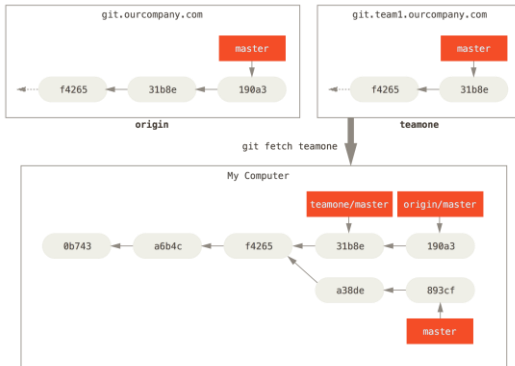 git.ourcompany.com
master
f4265
31b8e
190a3
origin
git.team1.ourcompany.com
master
f4265
31b8e
teamone
git fetch teamone
My Computer
teamone/master
origin/master
0b743
a6b4c
f4265
31b8e
190a3
a38de
893cf
master